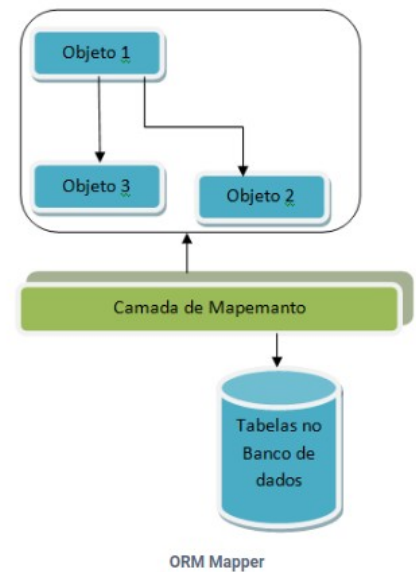 Objeto 1
Objeto 3
Objeto 2
Camada de Mapemanto
Tabelas no
Banco de
dados
ORM Mapper